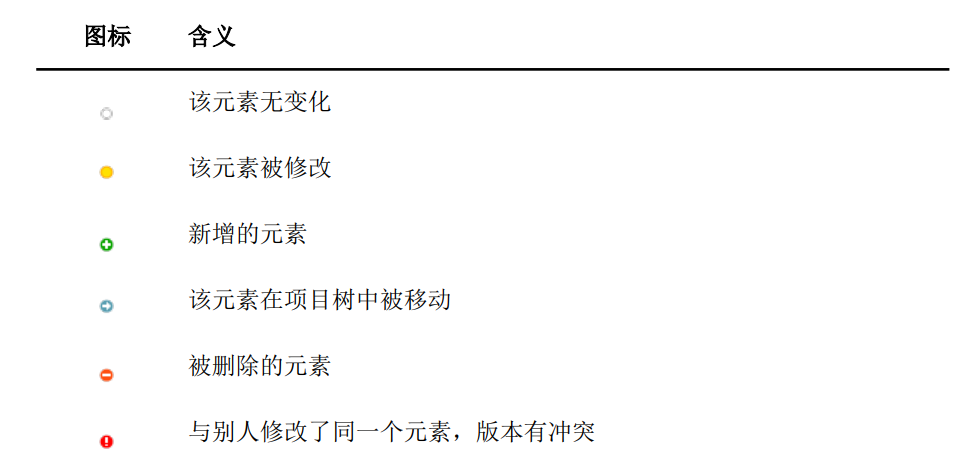 图标 含义
该元素无变化
该元素被修改
新增的元素
该元素在项目树中被移动
被删除的元素
与别人修改了同一个元素，版本有冲突